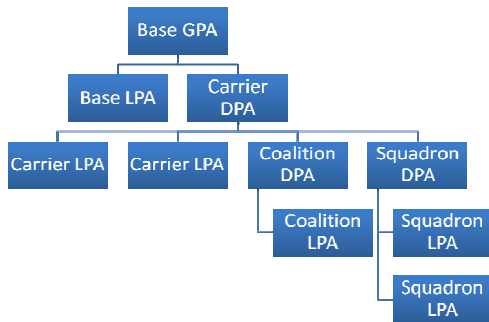 Base GPA
Base LPA
Carrier
DPA
Carrier LPA
Carrier LPA
Coalition
DPA
Squadron
DPA
Coalition
LPA
Squadron
LPA
Squadron
LPA